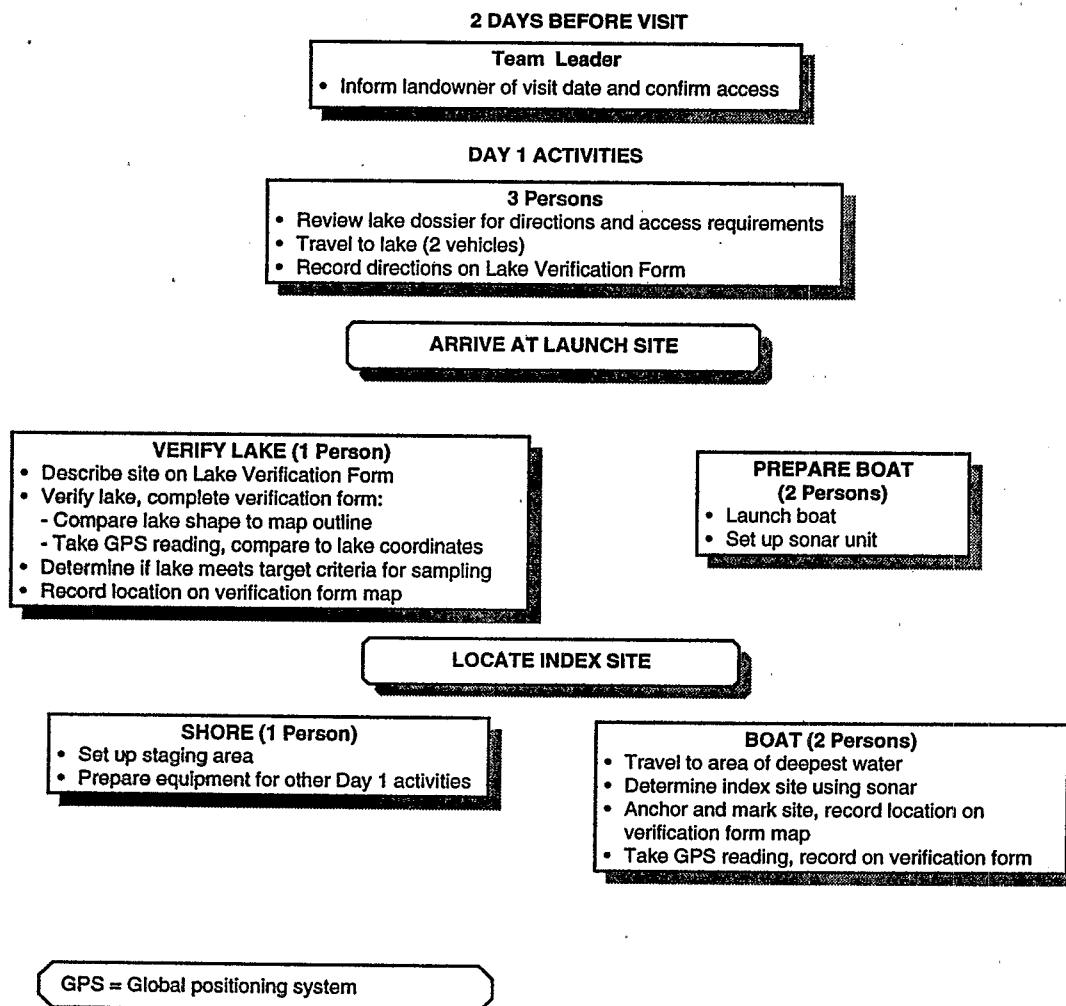 2 DAYS BEFORE VISIT
Team Leader
• Inform landowner of visit date and confirm access
DAY 1 ACTIVITIES
3 Persons
• Review lake dossier for directions and access requirements
• Travel to lake (2 vehicles)
• Record directions on Lake Verification Form
ARRIVE AT LAUNCH SITE
VERIFY LAKE (1 Person)
• Describe site on Lake Verification Form
• Verify lake, complete verification form:
- Compare lake shape to map outline
- Take GPS reading, compare to lake coordinates
• Determine if lake meets target criteria for sampling
• Record location on verification form map
PREPARE BOAT
(2 Persons)
• Launch boat
• Set up sonar unit
LOCATE INDEX SITE
SHORE (1 Person)
• Set up staging area
• Prepare equipment for other Day 1 activities
BOAT (2 Persons)
• Travel to area of deepest water
• Determine index site using sonar
• Anchor and mark site, record location on
verification form map
• Take GPS reading, record on verification form
GPS = Global positioning system